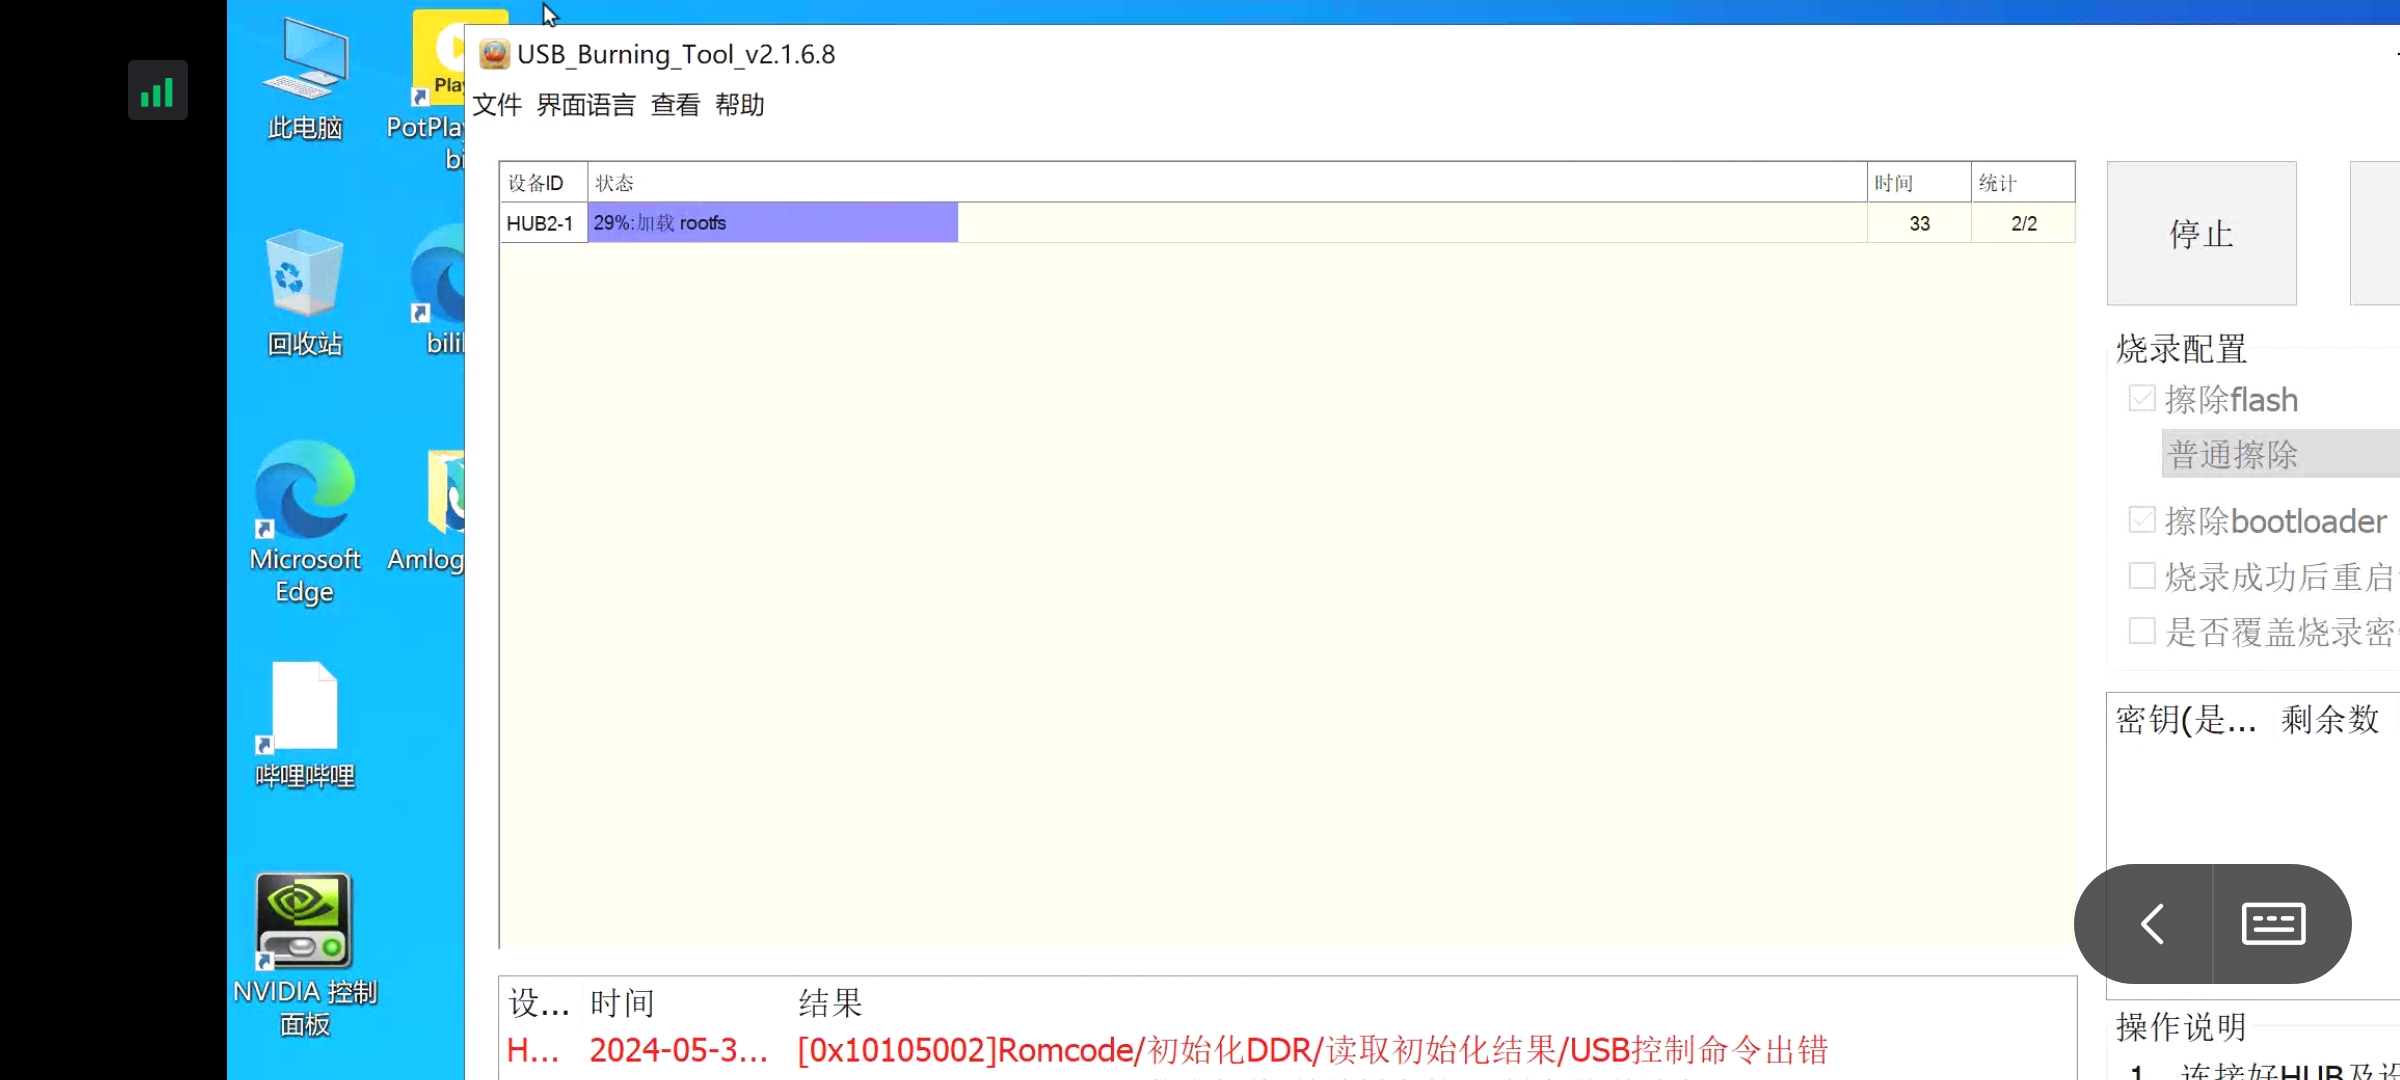 此电脑
Play
PotPla
bi
回收站
bili
Microsoft
Edge
Amlog
哔哩哔哩
NVIDIA 控制
面板
USB_Burning_Tool_v2.1.6.8
文件 界面语言 查看 帮助
设备ID 状态 时间 统计
HUB2-1 29%:加载 rootfs 33 2/2
停止
烧录配置
擦除flash
普通擦除
擦除bootloader
烧录成功后重启
是否覆盖烧录密
密钥(是... 剩余数
设... 时间 结果
H... 2024-05-3... [0x10105002]Romcode/初始化DDR/读取初始化结果/USB控制命令出错
操作说明
1、连接好HUB及设